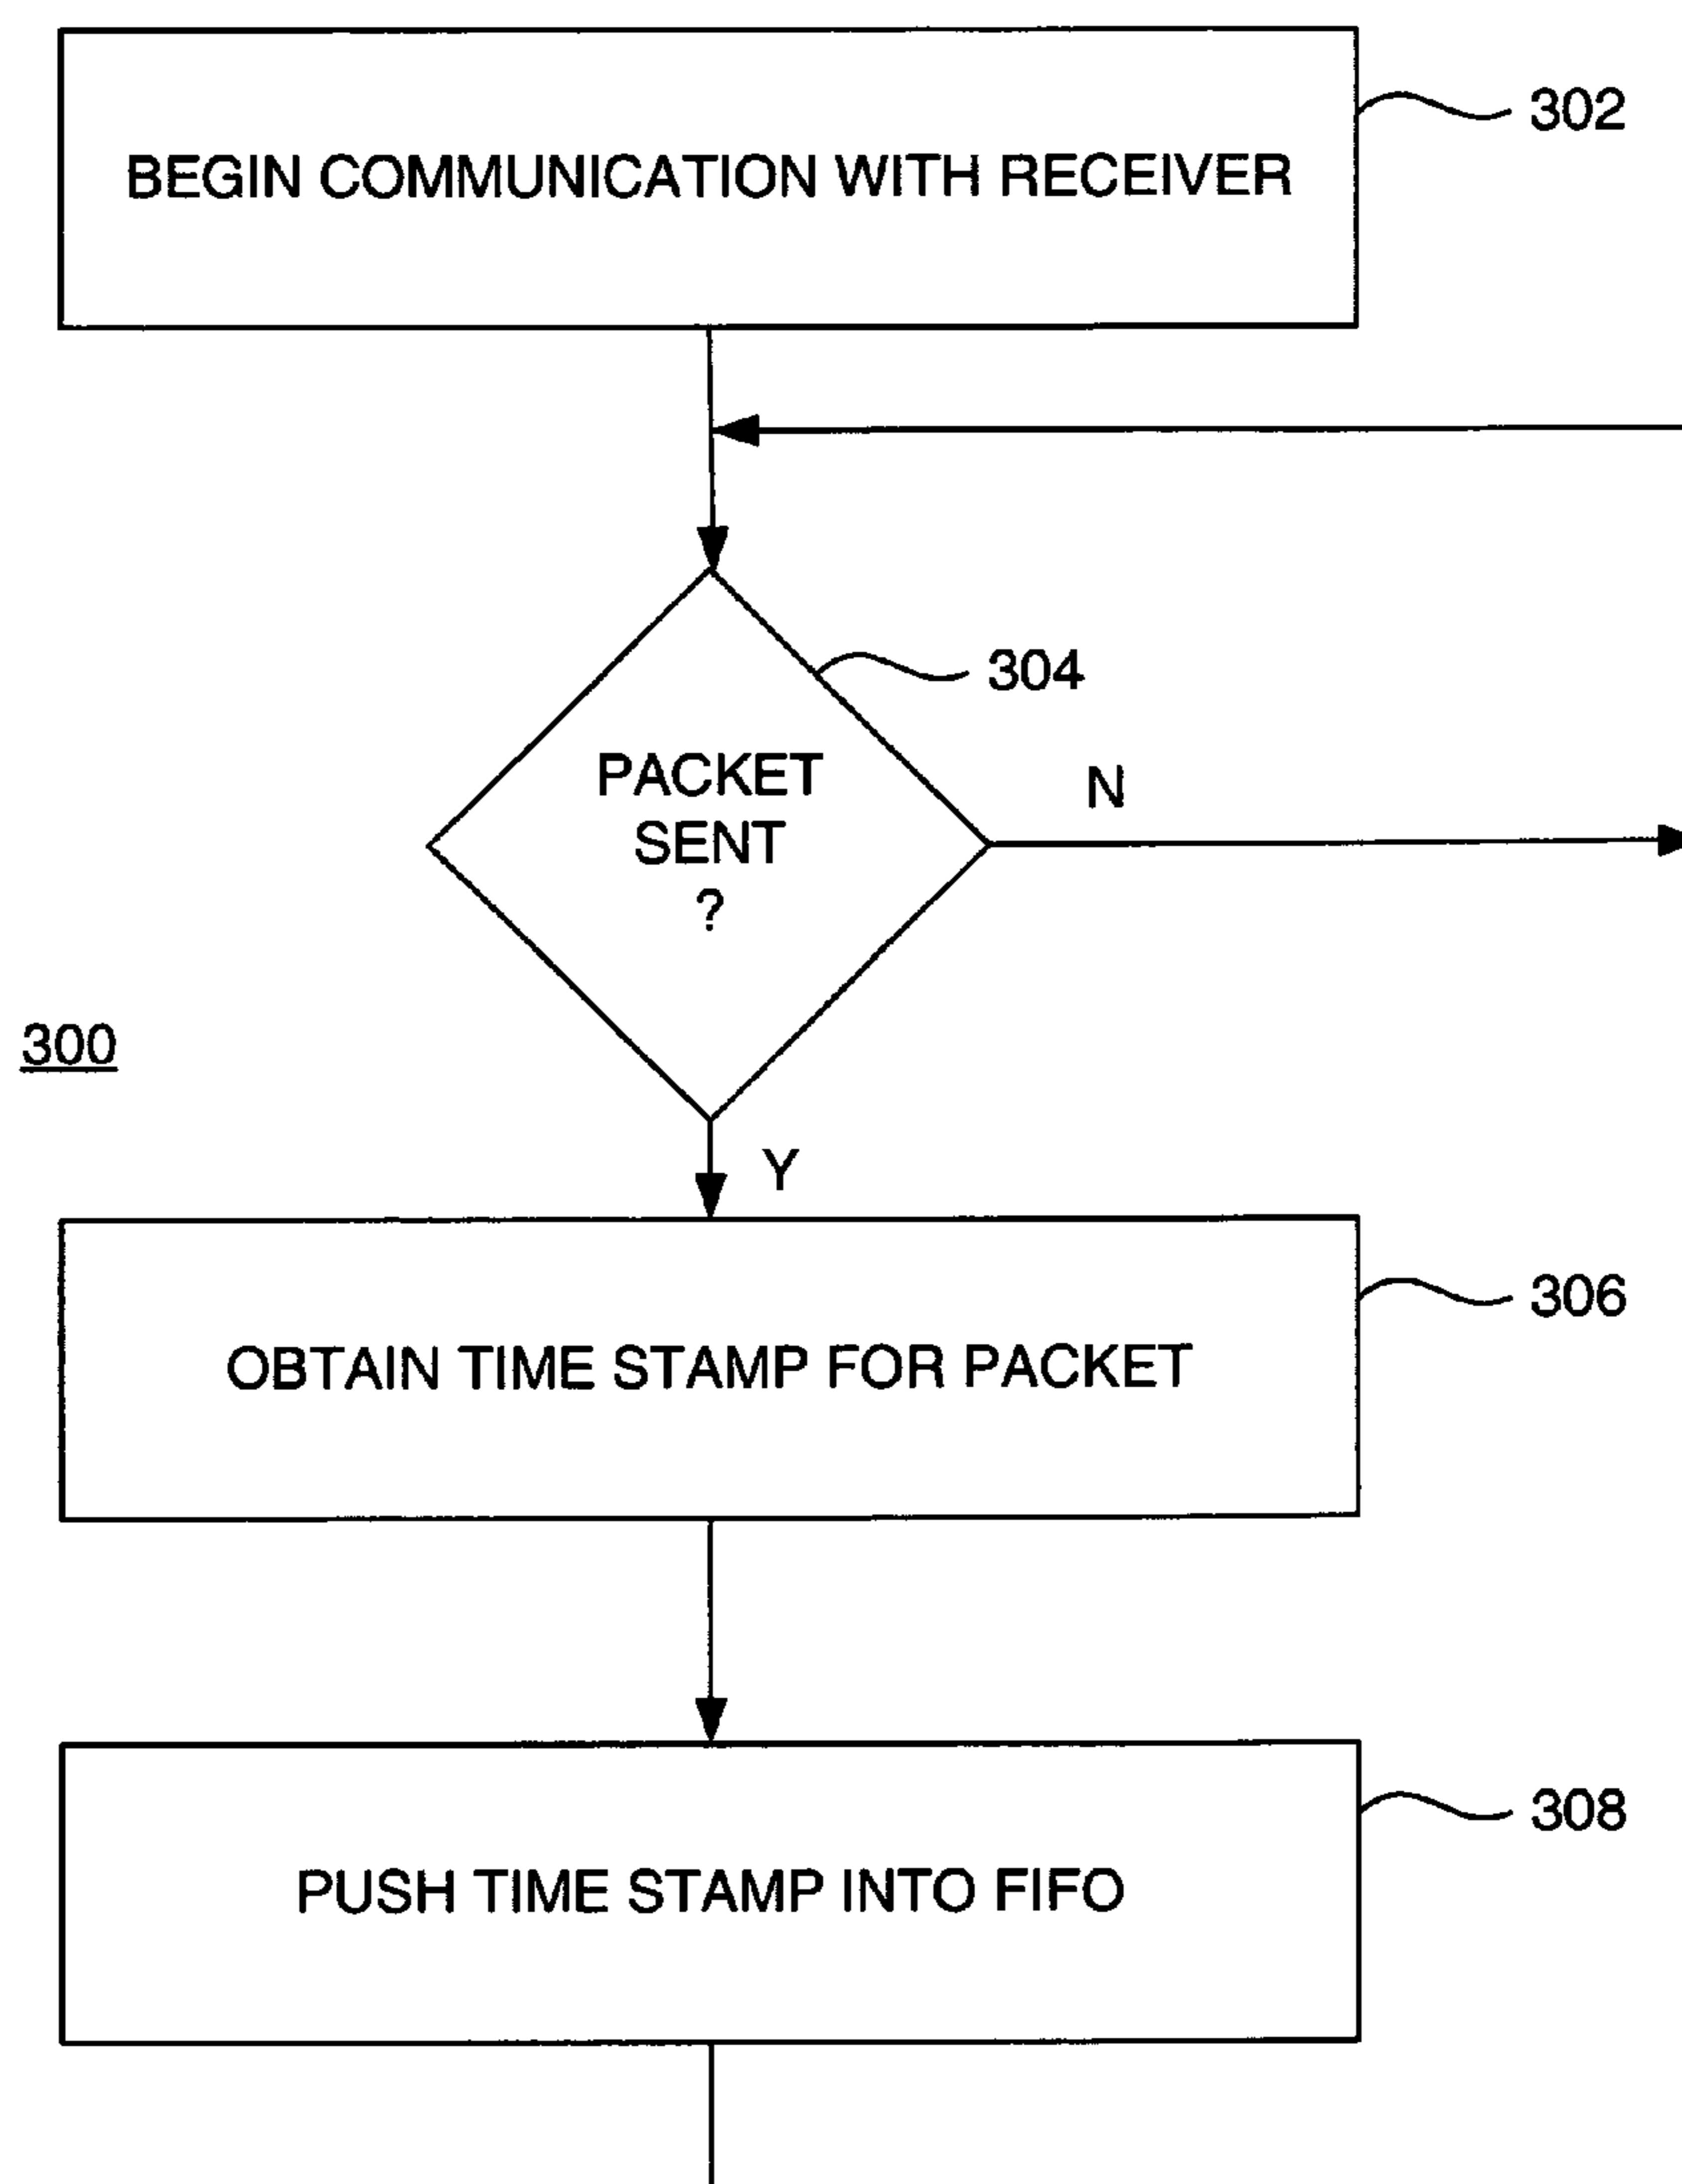 BEGIN COMMUNICATION WITH RECEIVER
302
304
PACKET
SENT
?
N
300
Y
306
OBTAIN TIME STAMP FOR PACKET
308
PUSH TIME STAMP INTO FIFO